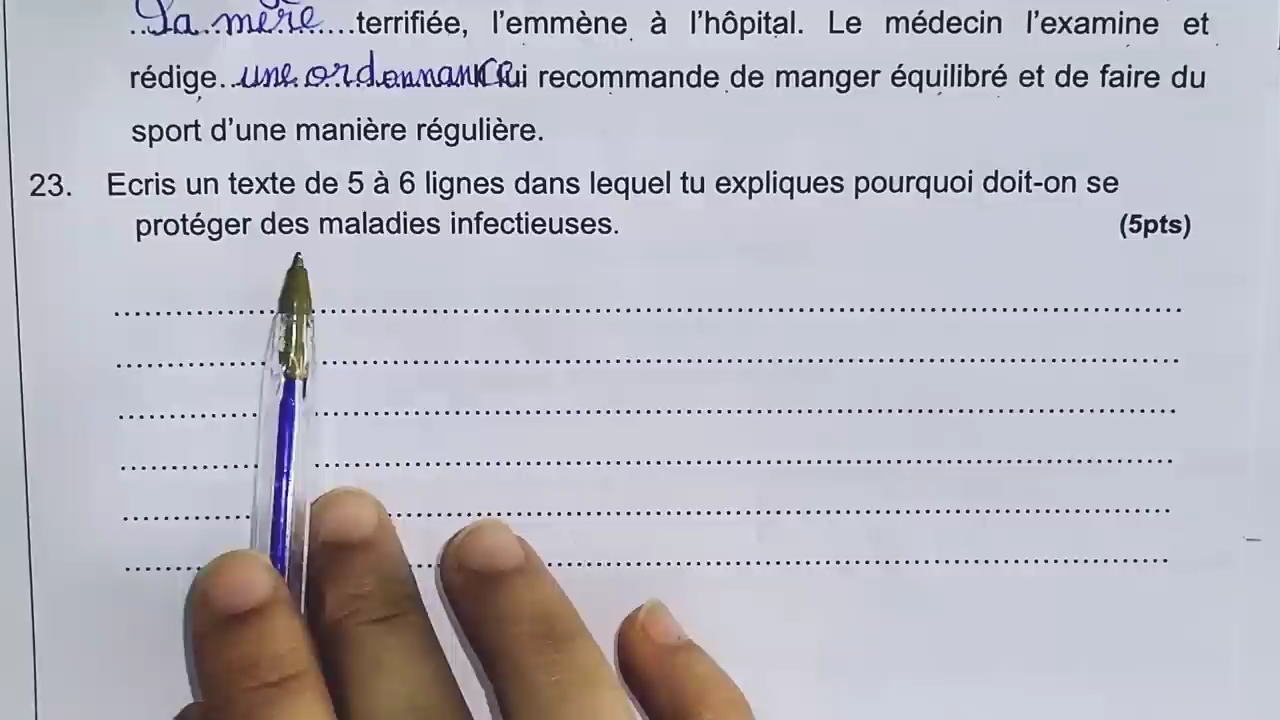 ..Sa mère....terrifiée, l'emmène à l'hôpital. Le médecin l'examine et
rédige..une ordonnance lui recommande de manger équilibré et de faire du
sport d'une manière régulière.
23. Ecris un texte de 5 à 6 lignes dans lequel tu expliques pourquoi doit-on se
protéger des maladies infectieuses. (5pts)